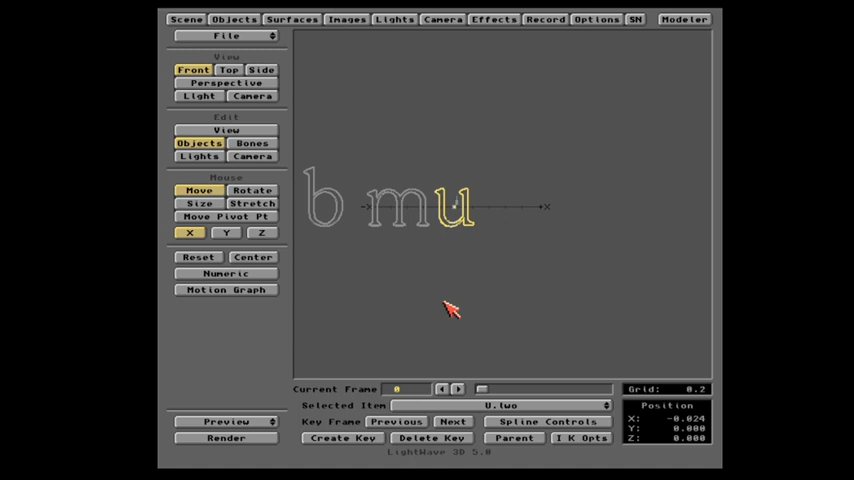 Scene Objects Surfaces Images Lights Camera Effects Record Options SN Modeler
File
View
Front Top Side
Perspective
Light Camera
Edit
View
Objects Bones
Lights Camera
Mouse
Move Rotate
Size Stretch
Move Pivot Pt
X Y Z
Reset Center
Numeric
Motion Graph
b mu
X X
Current Frame 0
Grid: 0.2
Selected Item U.lwo
Position
X: -0.024
Y: 0.000
Z: 0.000
Key Frame Previous Next Spline Controls
Create Key Delete Key Parent I K Opts
Preview
Render
LightWave 3D 5.0